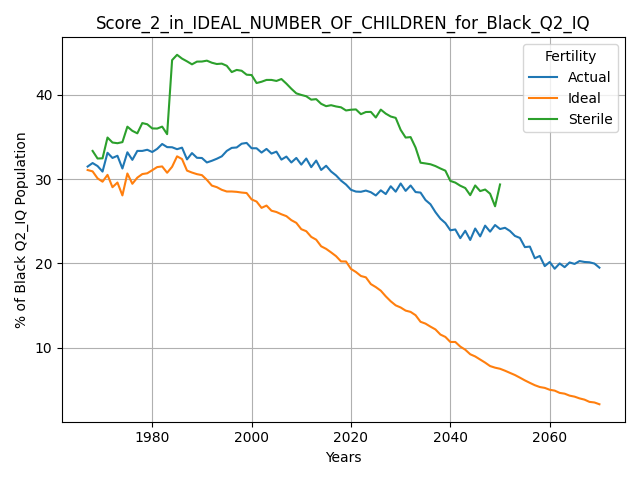 Score_2_in_IDEAL_NUMBER_OF_CHILDREN_for_Black_Q2_IQ
Fertility
Actual
Ideal
Sterile
% of Black Q2_IQ Population
40
30
20
10
1980 2000 2020 2040 2060
Years